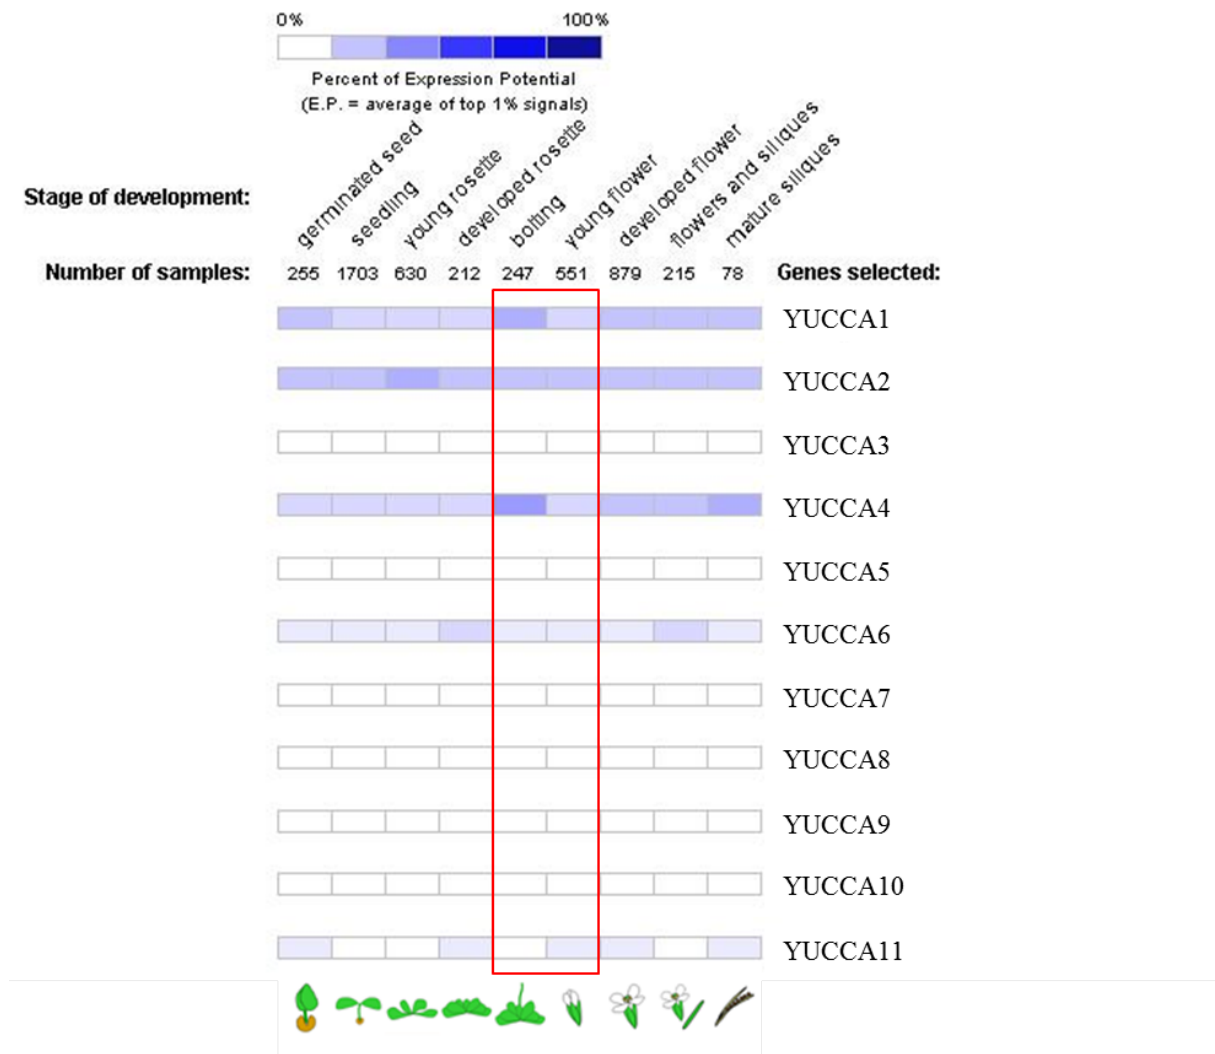 0% 100%
Percent of Expression Potential
(E.P. = average of top 1% signals)
Stage of development:
germinated seed
seedling
young rosette
developed rosette
bolting
young flower
developed flower
flowers and siliques
mature siliques
Number of samples: 255 1703 630 212 247 551 879 215 78 Genes selected:
YUCCA1
YUCCA2
YUCCA3
YUCCA4
YUCCA5
YUCCA6
YUCCA7
YUCCA8
YUCCA9
YUCCA10
YUCCA11